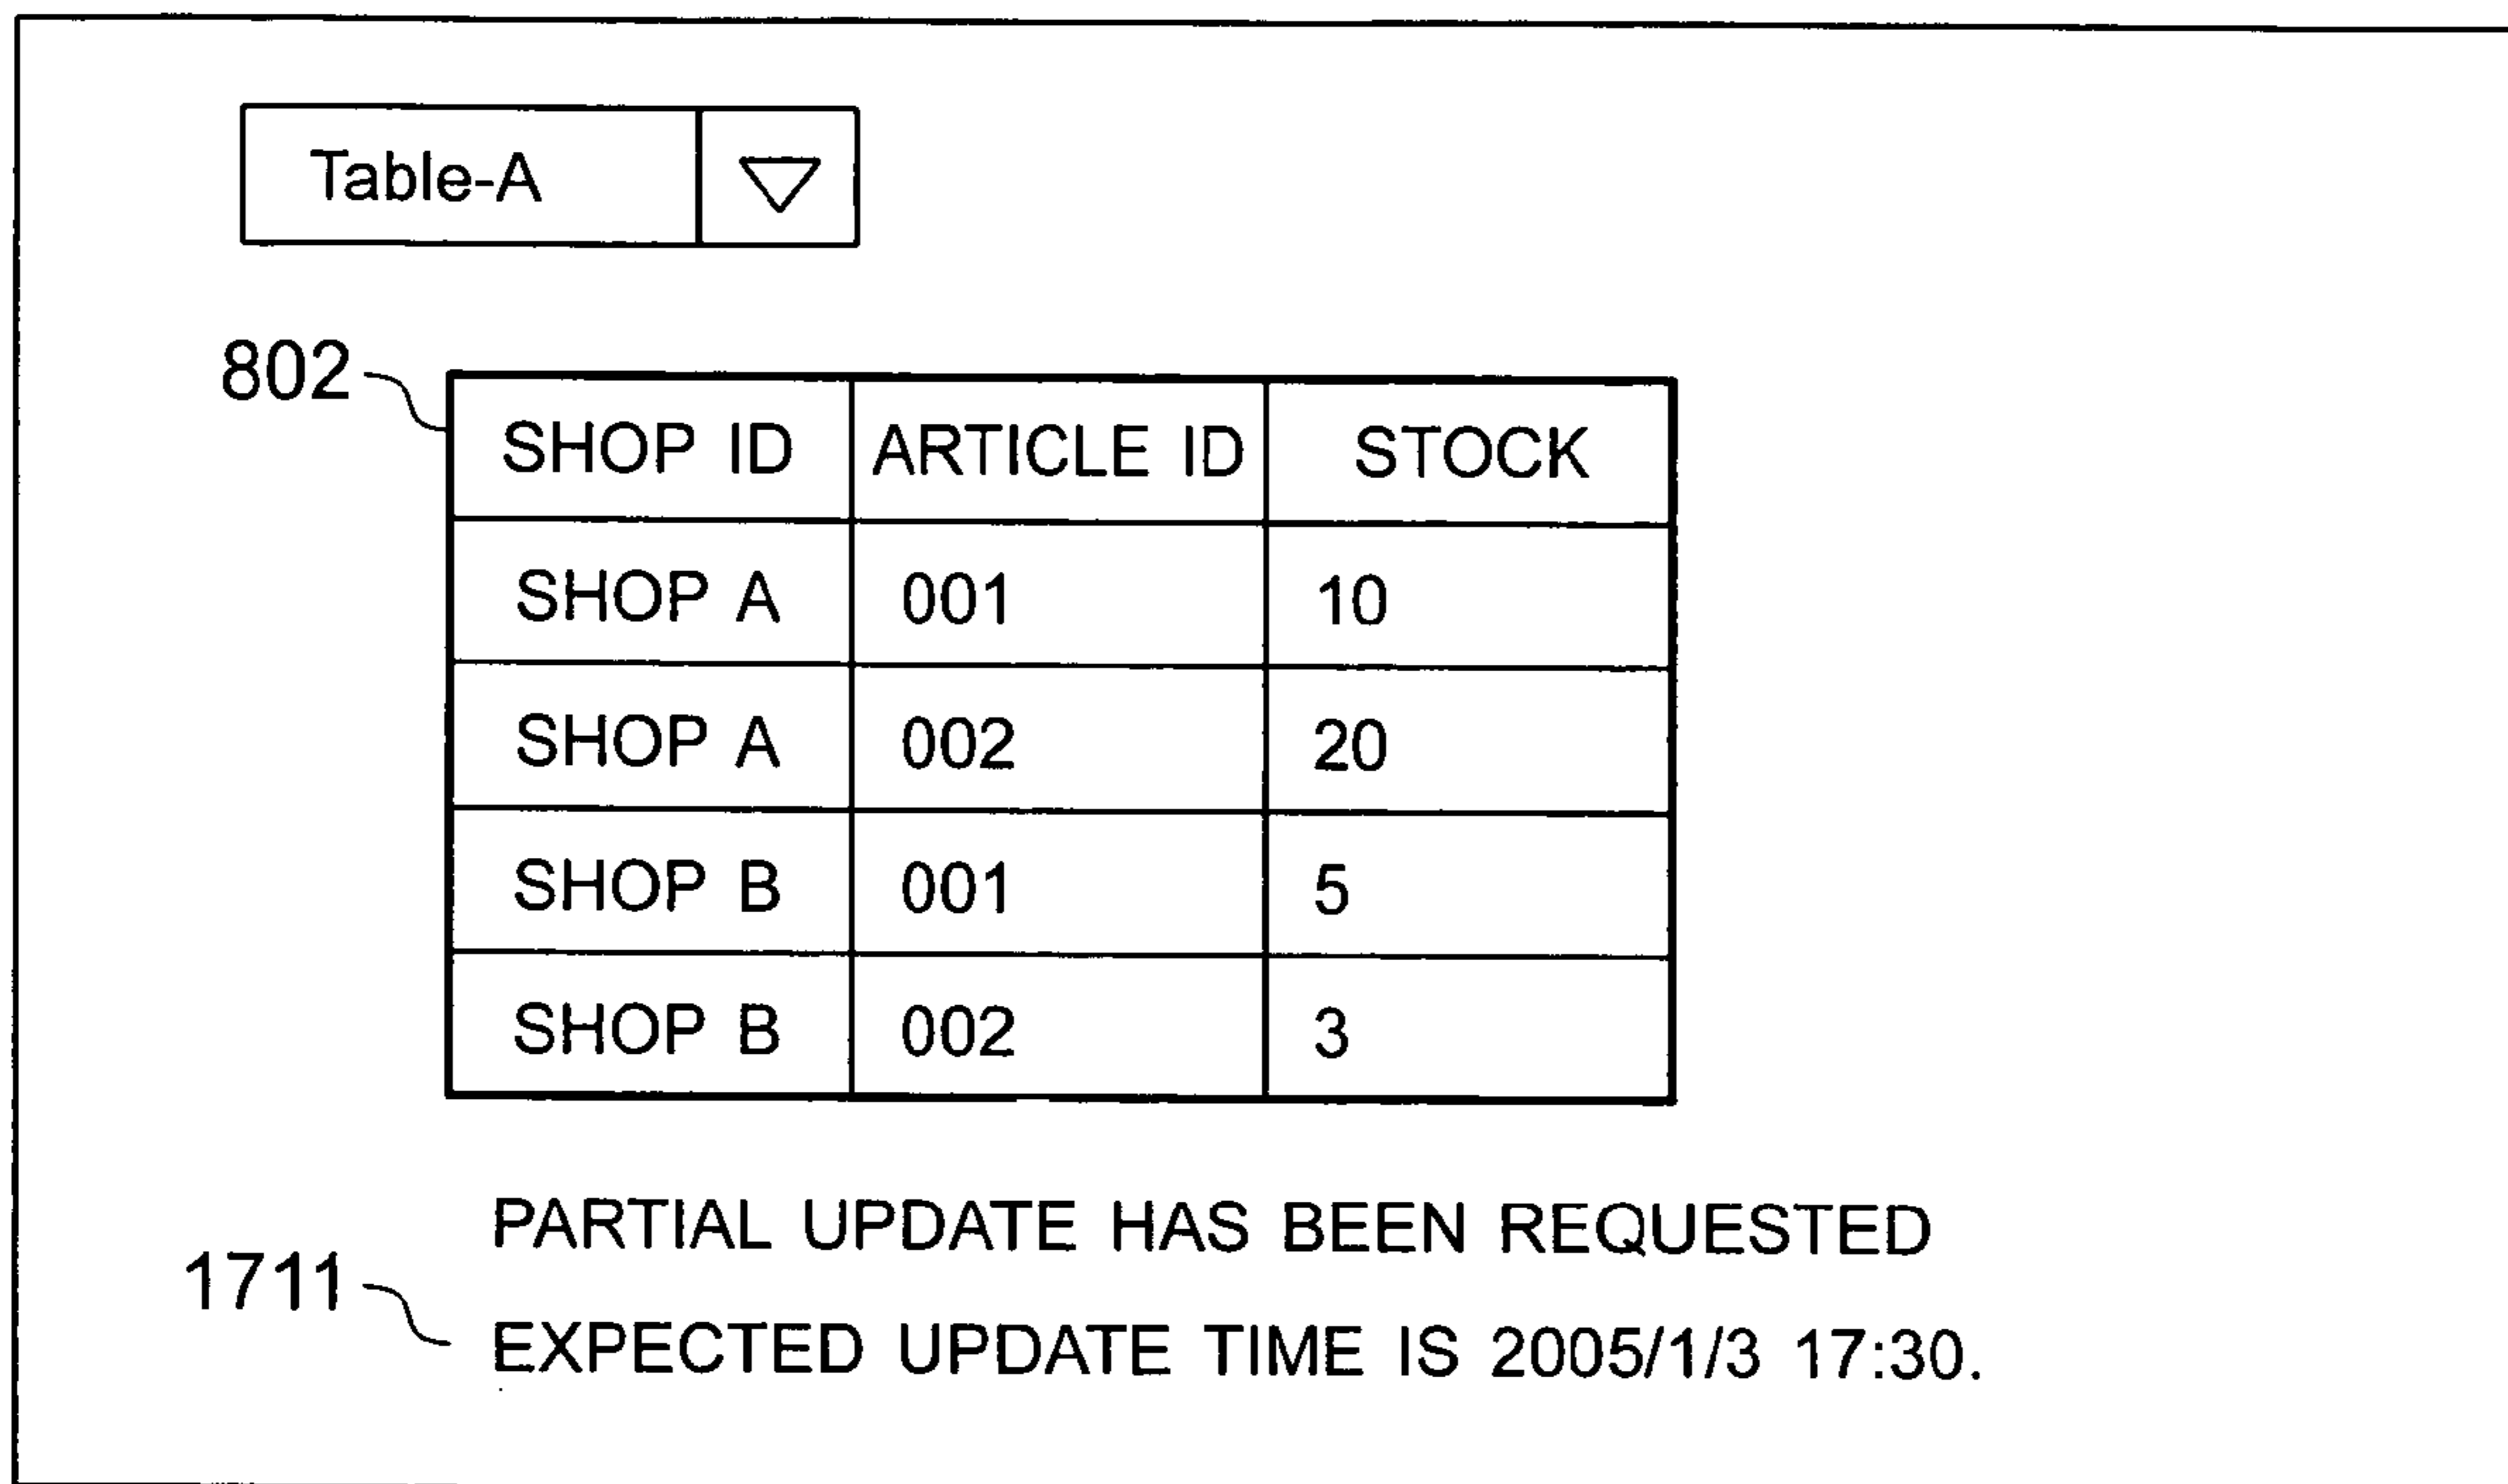 Table-A
802
SHOP ID ARTICLE ID STOCK
SHOP A 001 10
SHOP A 002 20
SHOP B 001 5
SHOP B 002 3
PARTIAL UPDATE HAS BEEN REQUESTED
1711
EXPECTED UPDATE TIME IS 2005/1/3 17:30.